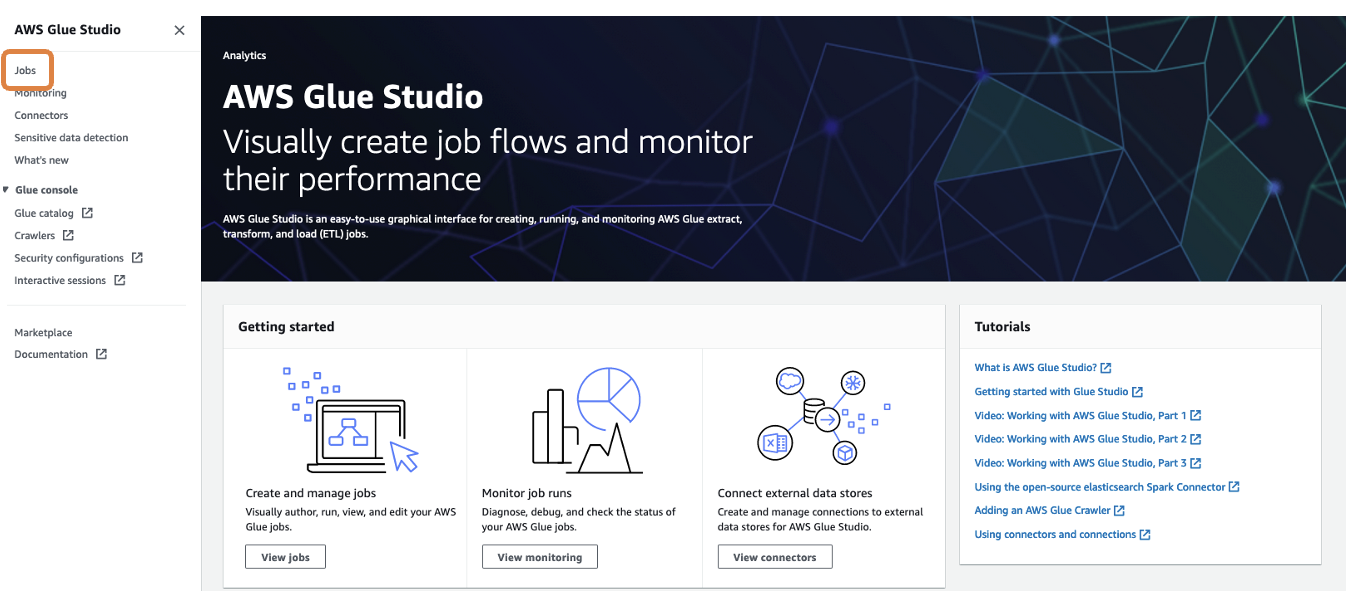 AWS Glue Studio
Jobs
Monitoring
Connectors
Sensitive data detection
What's new
Glue console
Glue catalog
Crawlers
Security configurations
Interactive sessions
Marketplace
Documentation
Analytics
AWS Glue Studio
Visually create job flows and monitor
their performance
AWS Glue Studio is an easy-to-use graphical interface for creating, running, and monitoring AWS Glue extract,
transform, and load (ETL) jobs.
Getting started
Create and manage jobs
Visually author, run, view, and edit your AWS
Glue jobs.
View jobs
Monitor job runs
Diagnose, debug, and check the status of
your AWS Glue jobs.
View monitoring
Connect external data stores
Create and manage connections to external
data stores for AWS Glue Studio.
View connectors
Tutorials
What is AWS Glue Studio?
Getting started with Glue Studio
Video: Working with AWS Glue Studio, Part 1
Video: Working with AWS Glue Studio, Part 2
Video: Working with AWS Glue Studio, Part 3
Using the open-source elasticsearch Spark Connector
Adding an AWS Glue Crawler
Using connectors and connections